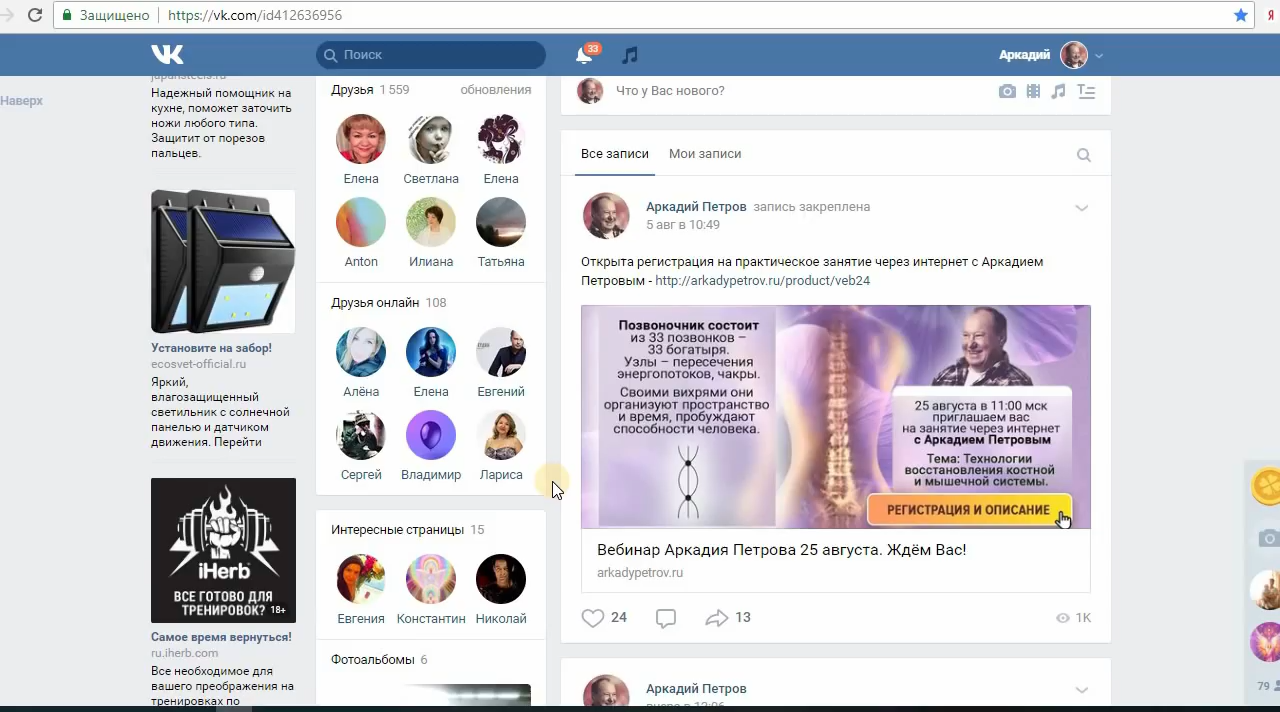 Защищено
https://vk.com/id412636956
Поиск
33
Аркадий
Наверх
japansteels.ru
Надежный помощник на
кухне, поможет заточить
ножи любого типа.
Защитит от порезов
пальцев.
Установите на забор!
ecosvet-official.ru
Яркий,
влагозащищенный
светильник с солнечной
панелью и датчиком
движения. Перейти
iHerb
ВСЕ ГОТОВО ДЛЯ
ТРЕНИРОВОК?
18+
Самое время вернуться!
ru.iherb.com
Все необходимое для
вашего преображения на
тренировках по
Друзья 1 559
обновления
Елена
Светлана
Елена
Anton
Илиана
Татьяна
Друзья онлайн 108
Алёна
Елена
Евгений
Сергей
Владимир
Лариса
Интересные страницы 15
Евгения
Константин
Николай
Фотоальбомы 6
Что у Вас нового?
Все записи
Мои записи
Аркадий Петров запись закреплена
5 авг в 10:49
Открыта регистрация на практическое занятие через интернет с Аркадием
Петровым - http://arkadypetrov.ru/product/veb24
Позвоночник состоит
из 33 позвонков –
33 богатыря.
Узлы – пересечения
энергопотоков, чакры.
Своими вихрями они
организуют пространство
и время, пробуждают
способности человека.
25 августа в 11:00 мск
приглашаем вас
на занятие через интернет
с Аркадием Петровым
Тема: Технологии
восстановления костной
и мышечной системы.
РЕГИСТРАЦИЯ И ОПИСАНИЕ
Вебинар Аркадия Петрова 25 августа. Ждём Вас!
arkadypetrov.ru
24
13
1K
Аркадий Петров
79